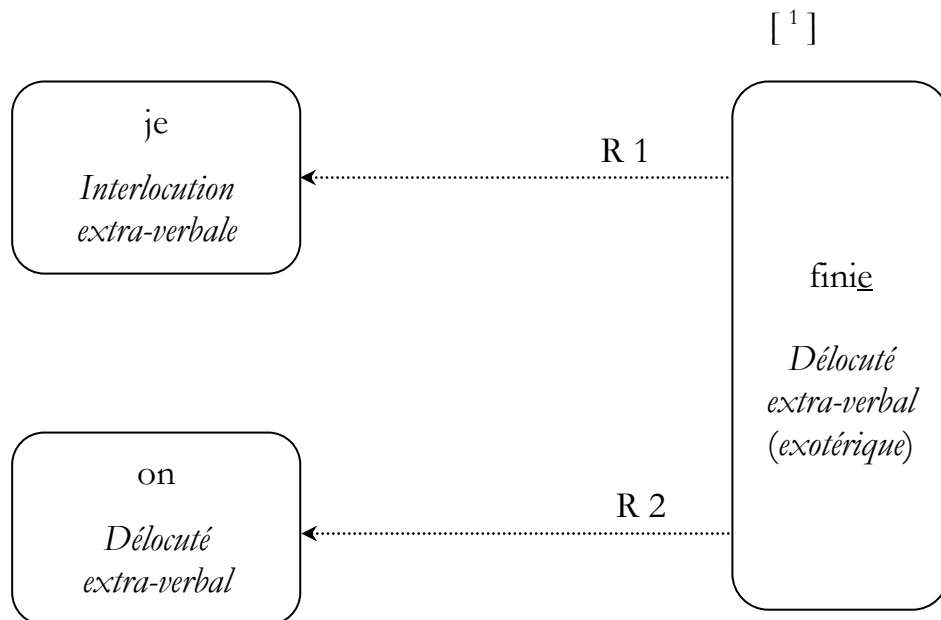 [ ¹ ]
je
Interlocution
extra-verbale
R 1
finie
Délocuté
extra-verbal
(exotérique)
on
Délocuté
extra-verbal
R 2